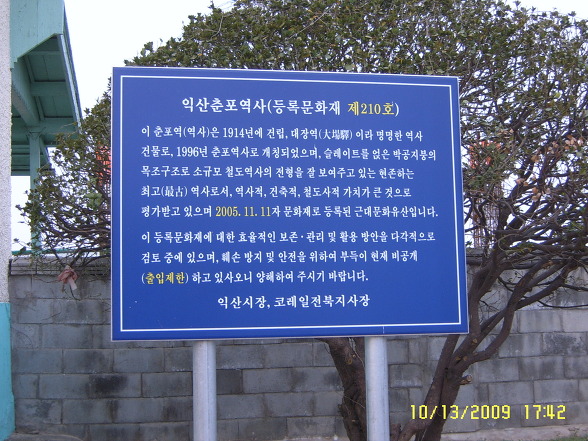 익산춘포역사(등록문화재 제210호)
이 춘포역(역사)은 1914년에 건립, 대장역(大場驛)이라 명명한 역사
건물로, 1996년 춘포역사로 개칭되었으며, 슬레이트를 얹은 박공지붕의
목조구조로 소규모 철도역사의 전형을 잘 보여주고 있는 현존하는
최고(最古) 역사로서, 역사적, 건축적, 철도사적 가치가 큰 것으로
평가받고 있으며 2005. 11. 11자 문화재로 등록된 근대문화유산입니다.
이 등록문화재에 대한 효율적인 보존·관리 및 활용 방안을 다각적으로
검토 중에 있으며, 훼손 방지 및 안전을 위하여 부득이 현재 비공개
(출입제한) 하고 있사오니 양해하여 주시기 바랍니다.
익산시장, 코레일전북지사장
10/13/2009 17:42